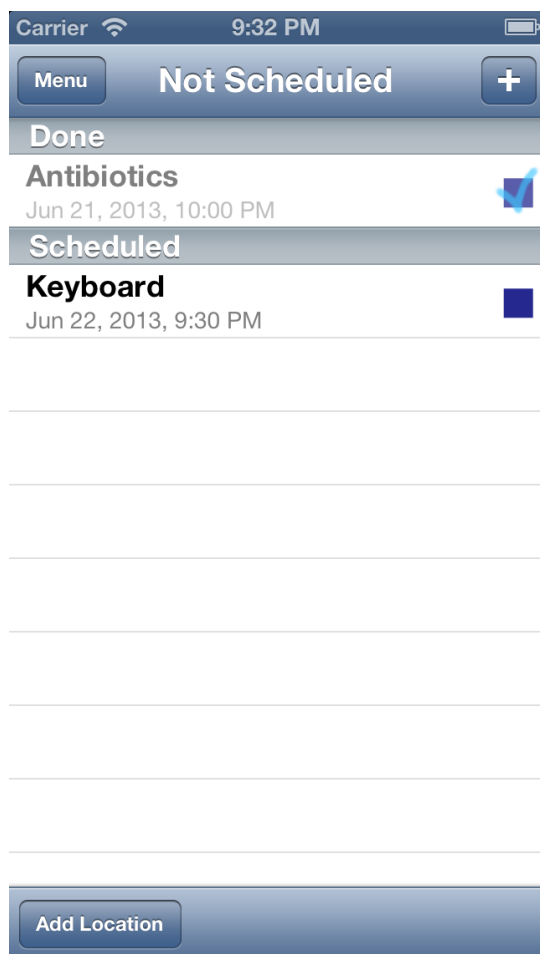 Carrier 9:32 PM
Menu Not Scheduled +
Done
Antibiotics
Jun 21, 2013, 10:00 PM
Scheduled
Keyboard
Jun 22, 2013, 9:30 PM
Add Location